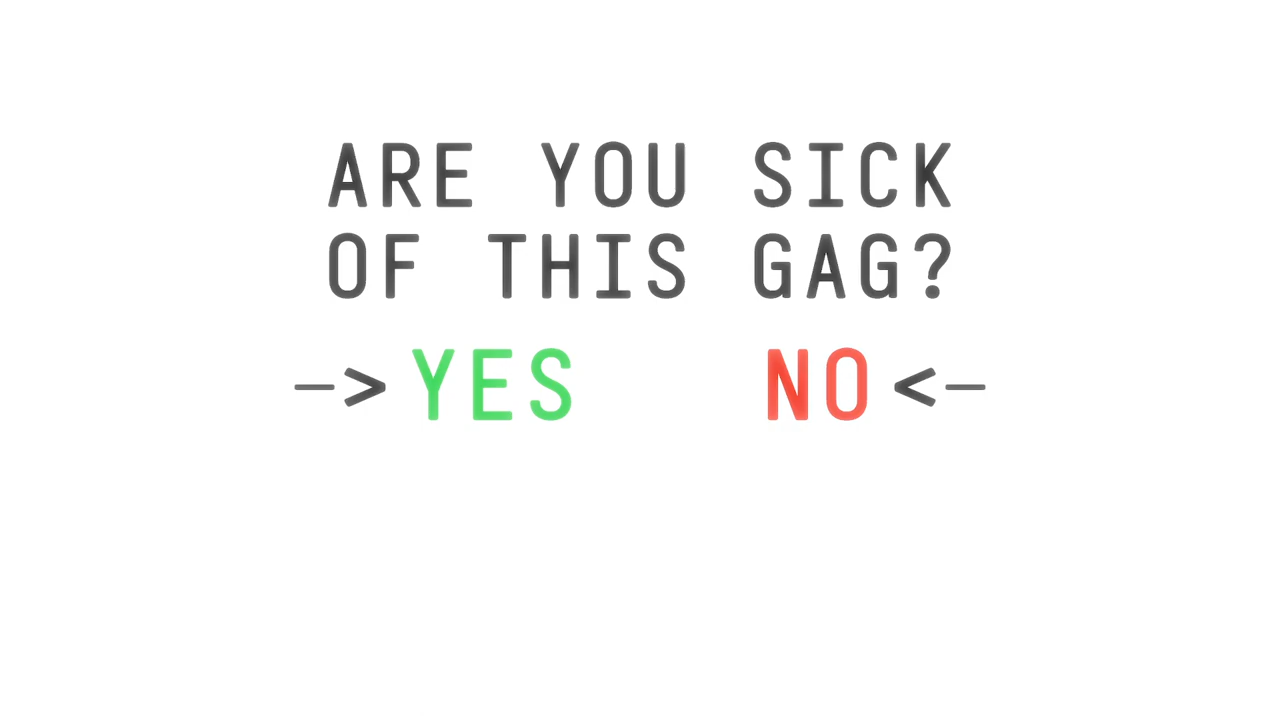 ARE YOU SICK
OF THIS GAG?
—> YES NO <—